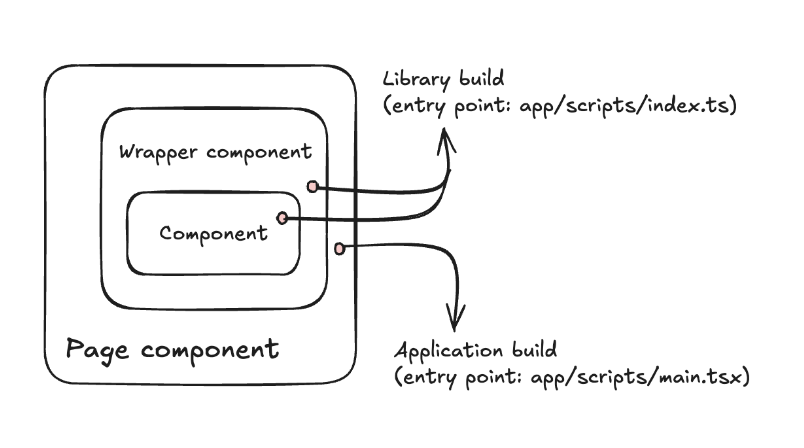 Library build
(entry point: app/scripts/index.ts)
Wrapper component
Component
Page component
Application build
(entry point: app/scripts/main.tsx)